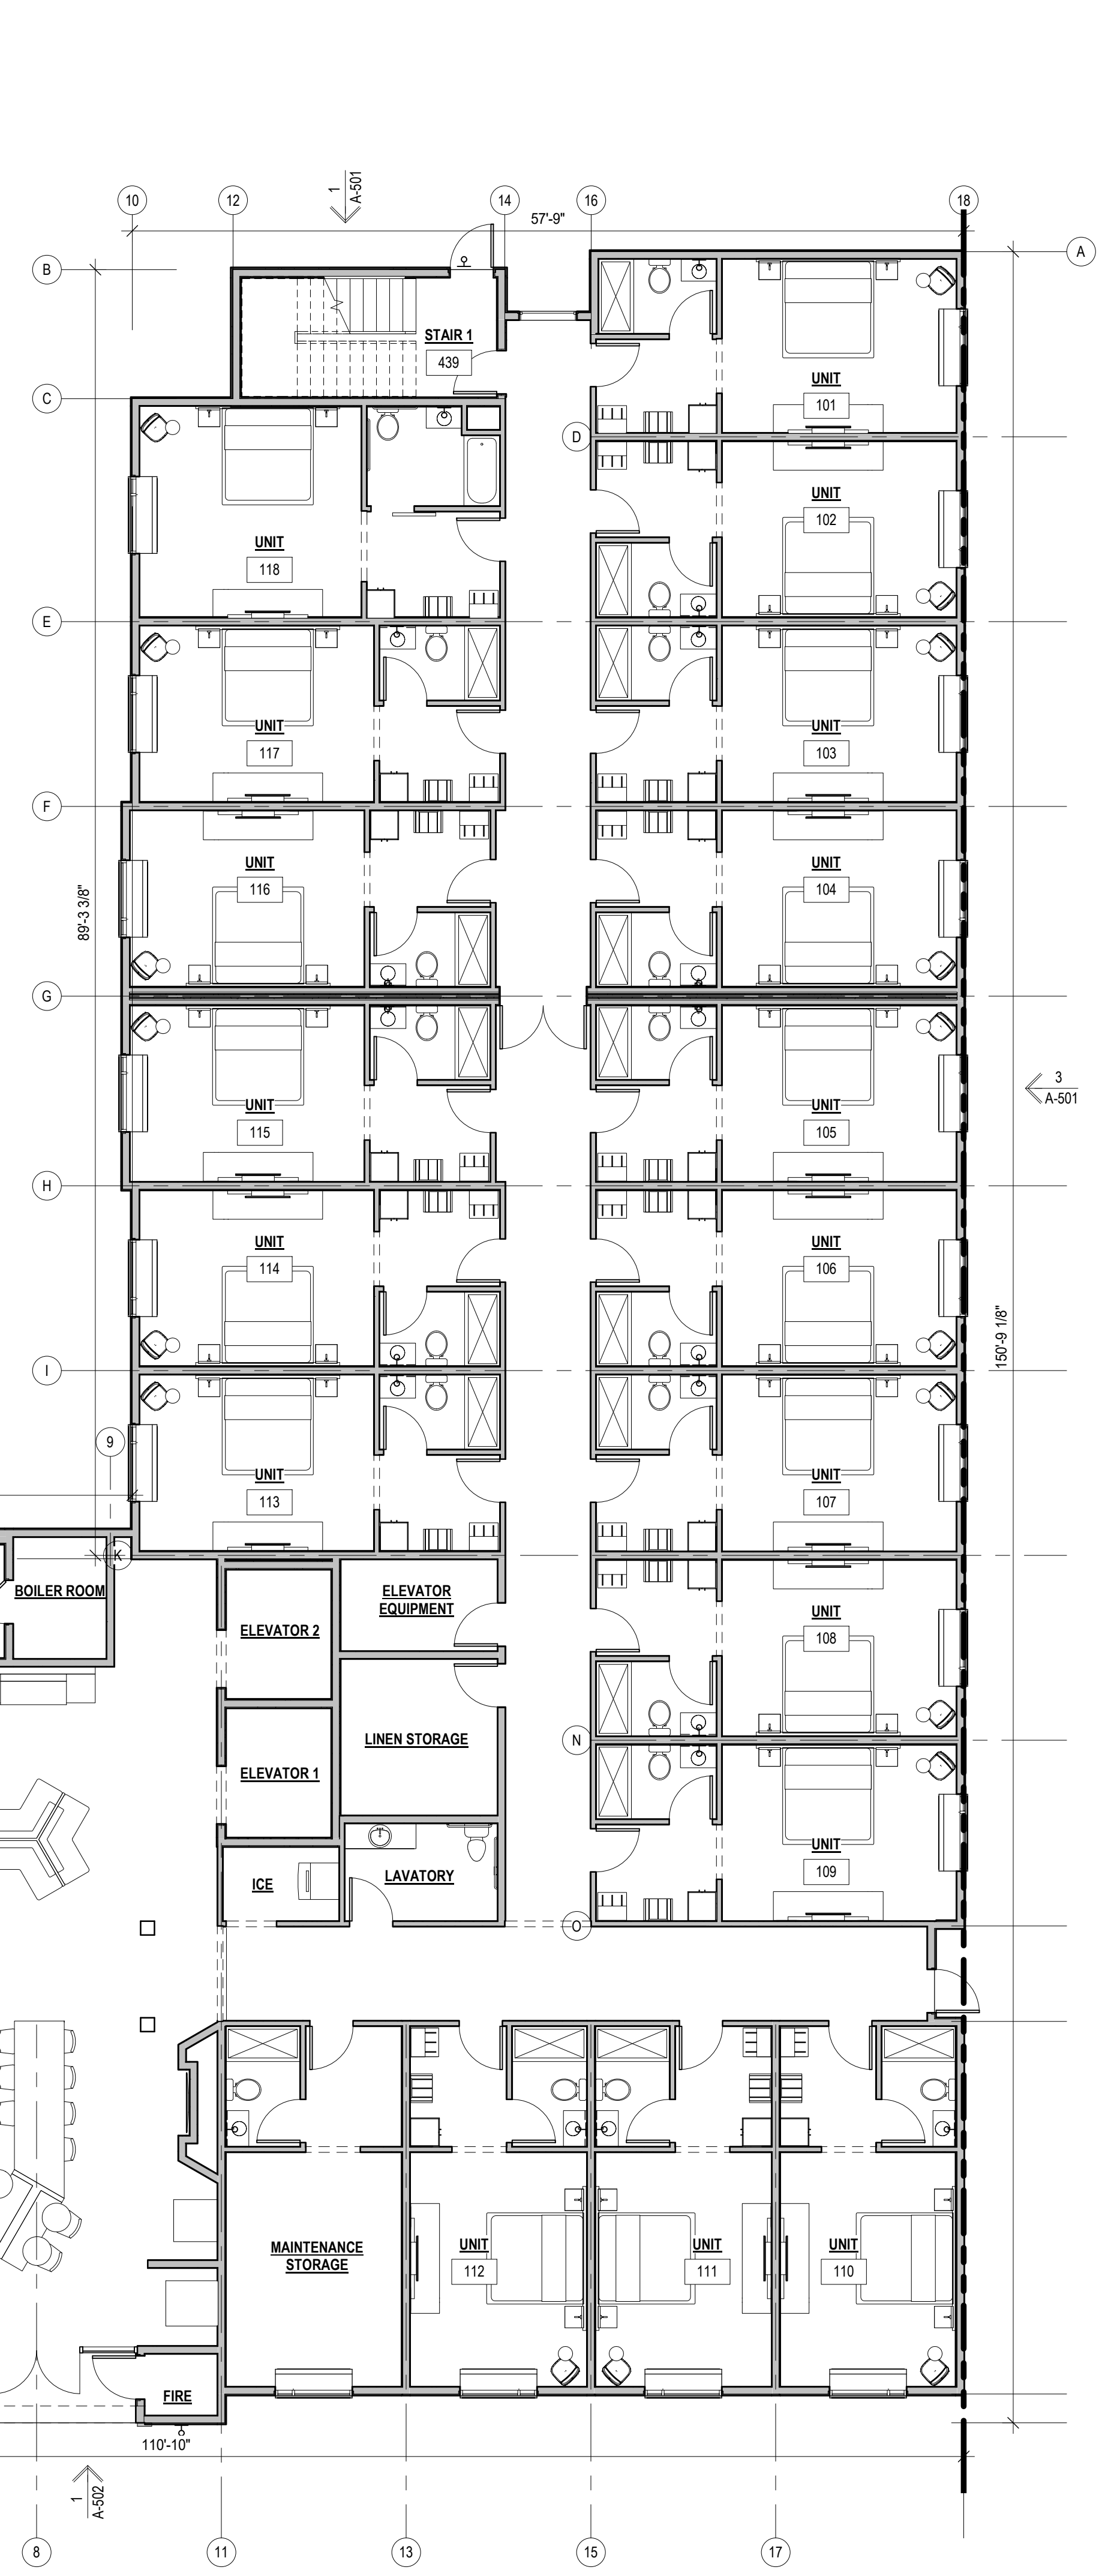 1
A-501
10
12
14
16
18
57'-9"
A
B
STAIR 1
439
C
UNIT
101
D
UNIT
102
UNIT
118
E
UNIT
117
UNIT
103
F
UNIT
116
UNIT
104
89'-3 3/8"
G
3
A-501
UNIT
115
UNIT
105
H
UNIT
114
UNIT
106
150'-9 1/8"
I
9
UNIT
113
UNIT
107
K
BOILER ROOM
ELEVATOR
EQUIPMENT
ELEVATOR 2
UNIT
108
LINEN STORAGE
N
ELEVATOR 1
UNIT
109
ICE
LAVATORY
O
MAINTENANCE
STORAGE
UNIT
112
UNIT
111
UNIT
110
FIRE
110'-10"
1
A-502
8
11
13
15
17